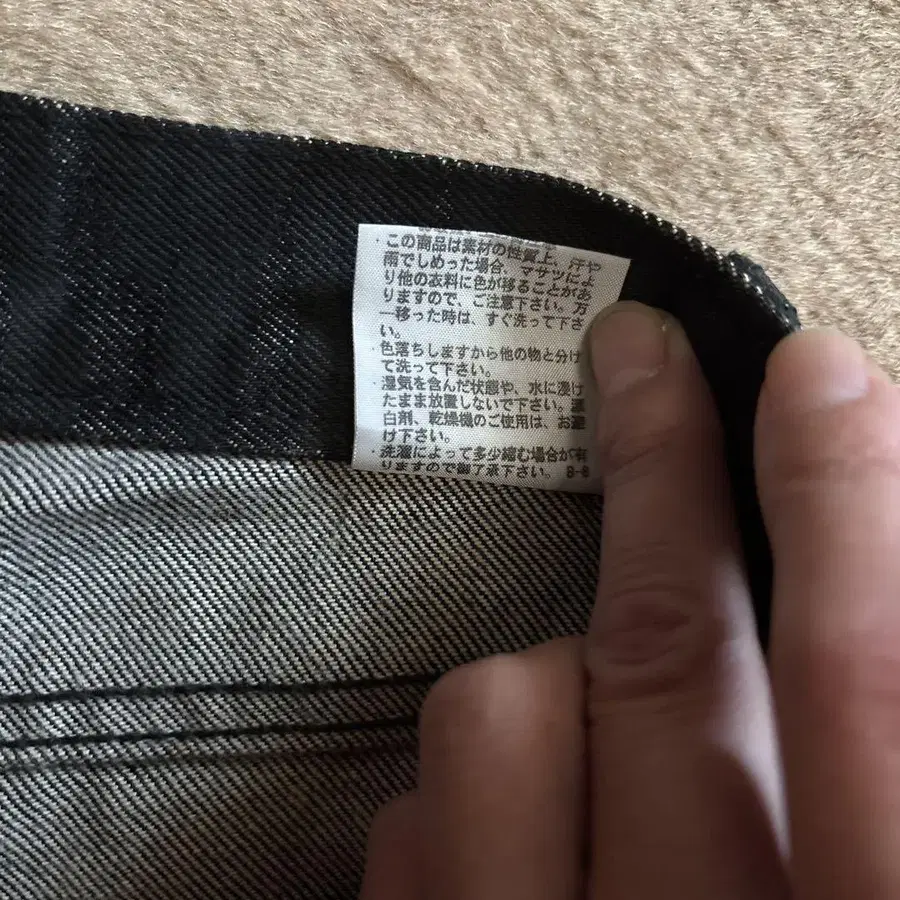 ・この商品は素材の性質上、汗や
雨でしめった場合、マサツによ
り他の衣料に色が移ることがあ
りますので、ご注意下さい。万
一移った時は、すぐ洗って下さ
い。
・色落ちしますから他の物と分け
て洗って下さい。
・湿気を含んだ状態や、水に浸け
たまま放置しないで下さい。漂
白剤、乾燥機のご使用は、お避
け下さい。
・洗濯によって多少縮む場合が有
りますので御了承下さい。 B-8